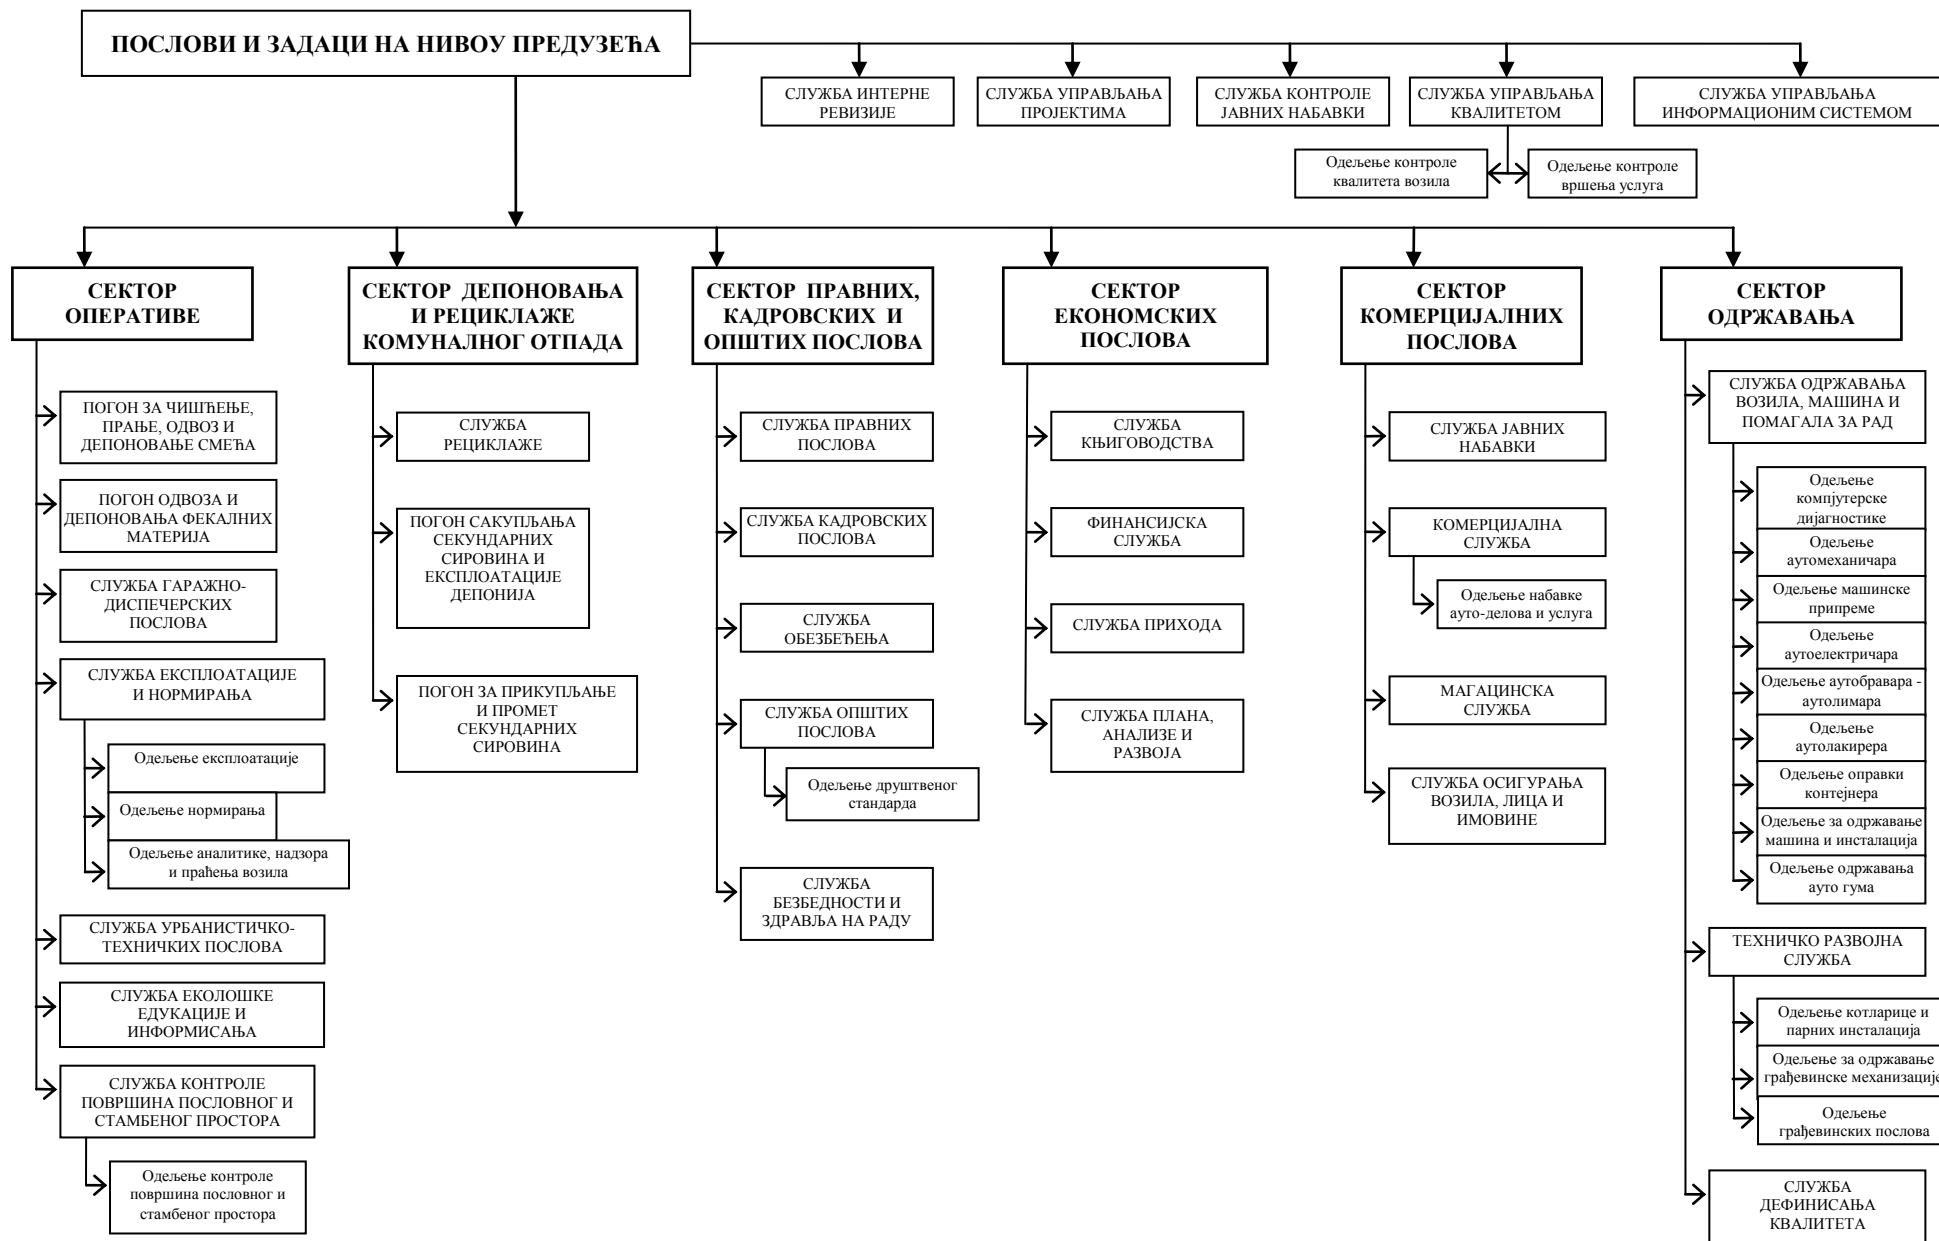 ПОСЛОВИ И ЗАДАЦИ НА НИВОУ ПРЕДУЗЕЋА
СЛУЖБА ИНТЕРНЕ
РЕВИЗИЈЕ
СЛУЖБА УПРАВЉАЊА
ПРОЈЕКТИМА
СЛУЖБА КОНТРОЛЕ
ЈАВНИХ НАБАВКИ
СЛУЖБА УПРАВЉАЊА
КВАЛИТЕТОМ
СЛУЖБА УПРАВЉАЊА
ИНФОРМАЦИОНИМ СИСТЕМОМ
Одељење контроле
квалитета возила
Одељење контроле
вршења услуга
СЕКТОР
ОПЕРАТИВЕ
ПОГОН ЗА ЧИШЋЕЊЕ,
ПРАЊЕ, ОДВОЗ И
ДЕПОНОВАЊЕ СМЕЋА
ПОГОН ОДВОЗА И
ДЕПОНОВАЊА ФЕКАЛНИХ
МАТЕРИЈА
СЛУЖБА ГАРАЖНО-
ДИСПЕЧЕРСКИХ
ПОСЛОВА
СЛУЖБА ЕКСПЛОАТАЦИЈЕ
И НОРМИРАЊА
Одељење експлоатације
Одељење нормирања
Одељење аналитике, надзора
и праћења возила
СЛУЖБА УРБАНИСТИЧКО-
ТЕХНИЧКИХ ПОСЛОВА
СЛУЖБА ЕКОЛОШКЕ
ЕДУКАЦИЈЕ И
ИНФОРМИСАЊА
СЛУЖБА КОНТРОЛЕ
ПОВРШИНА ПОСЛОВНОГ И
СТАМБЕНОГ ПРОСТОРА
Одељење контроле
површина пословног и
стамбеног простора
СЕКТОР ДЕПОНОВАЊА
И РЕЦИКЛАЖЕ
КОМУНАЛНОГ ОТПАДА
СЛУЖБА
РЕЦИКЛАЖЕ
ПОГОН САКУПЉАЊА
СЕКУНДАРНИХ
СИРОВИНА И
ЕКСПЛОАТАЦИЈЕ
ДЕПОНИЈА
ПОГОН ЗА ПРИКУПЉАЊЕ
И ПРОМЕТ
СЕКУНДАРНИХ
СИРОВИНА
СЕКТОР ПРАВНИХ,
КАДРОВСКИХ И
ОПШТИХ ПОСЛОВА
СЛУЖБА ПРАВНИХ
ПОСЛОВА
СЛУЖБА КАДРОВСКИХ
ПОСЛОВА
СЛУЖБА
ОБЕЗБЕЂЕЊА
СЛУЖБА ОПШТИХ
ПОСЛОВА
Одељење друштвеног
стандарда
СЛУЖБА
БЕЗБЕДНОСТИ И
ЗДРАВЉА НА РАДУ
СЕКТОР
ЕКОНОМСКИХ
ПОСЛОВА
СЛУЖБА
КЊИГОВОДСТВА
ФИНАНСИЈСКА
СЛУЖБА
СЛУЖБА ПРИХОДА
СЛУЖБА ПЛАНА,
АНАЛИЗЕ И
РАЗВОЈА
СЕКТОР
КОМЕРЦИЈАЛНИХ
ПОСЛОВА
СЛУЖБА ЈАВНИХ
НАБАВКИ
КОМЕРЦИЈАЛНА
СЛУЖБА
Одељење набавке
ауто-делова и услуга
МАГАЦИНСКА
СЛУЖБА
СЛУЖБА ОСИГУРАЊА
ВОЗИЛА, ЛИЦА И
ИМОВИНЕ
СЕКТОР
ОДРЖАВАЊА
СЛУЖБА ОДРЖАВАЊА
ВОЗИЛА, МАШИНА И
ПОМАГАЛА ЗА РАД
Одељење
компјутерске
дијагностике
Одељење
аутомеханичара
Одељење машинске
припреме
Одељење
аутоелектричара
Одељење аутобравара -
аутолимара
Одељење
аутолакирера
Одељење оправки
контејнера
Одељење за одржавање
машина и инсталација
Одељење одржавања
ауто гума
ТЕХНИЧКО РАЗВОЈНА
СЛУЖБА
Одељење котларице и
парних инсталација
Одељење за одржавање
грађевинске механизације
Одељење
грађевинских послова
СЛУЖБА
ДЕФИНИСАЊА
КВАЛИТЕТА